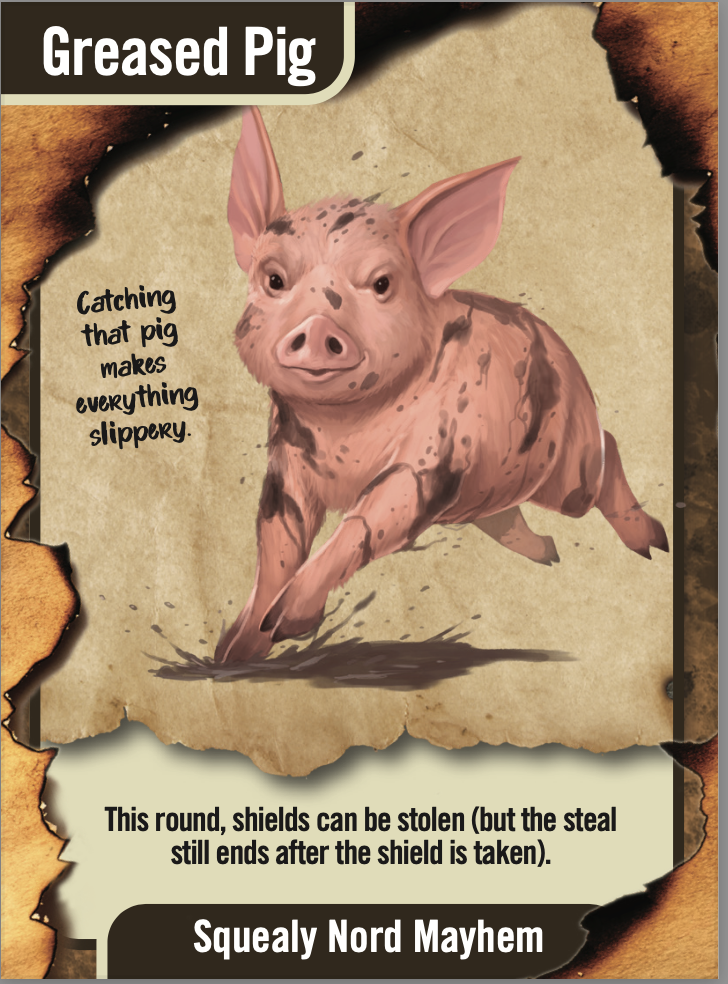 Greased Pig
Catching
that pig
makes
everything
slippery.
This round, shields can be stolen (but the steal
still ends after the shield is taken).
Squealy Nord Mayhem